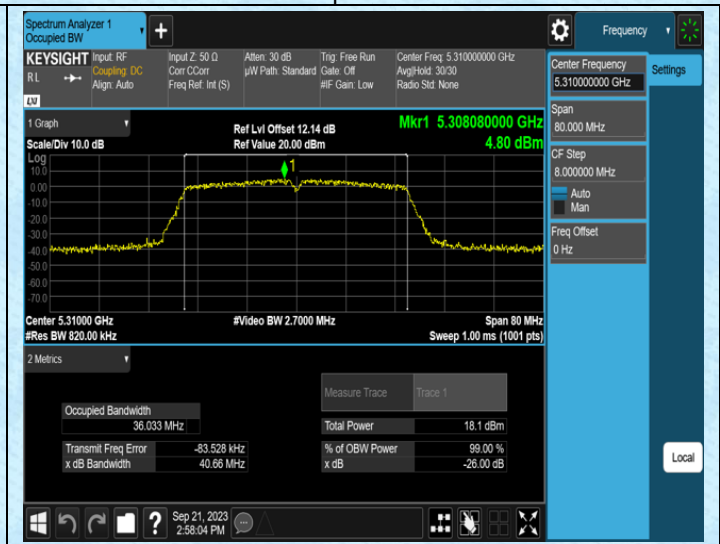 Spectrum Analyzer 1
Occupied BW
+
Frequency
KEYSIGHT
RL
LXI
Input: RF
Coupling: DC
Align: Auto
Input Z: 50 Ω
Corr CCorr
Freq Ref: Int (S)
Atten: 30 dB
µW Path: Standard
Trig: Free Run
Gate: Off
#IF Gain: Low
Center Freq: 5.310000000 GHz
Avg|Hold: 30/30
Radio Std: None
Center Frequency
5.310000000 GHz
Settings
Span
80.000 MHz
CF Step
8.000000 MHz
Auto
Man
Freq Offset
0 Hz
1 Graph
Scale/Div 10.0 dB
Ref Lvl Offset 12.14 dB
Ref Value 20.00 dBm
Mkr1 5.308080000 GHz
4.80 dBm
Log
10.0
0.00
-10.0
-20.0
-30.0
-40.0
-50.0
-60.0
-70.0
1
Center 5.31000 GHz
#Res BW 820.00 kHz
#Video BW 2.7000 MHz
Span 80 MHz
Sweep 1.00 ms (1001 pts)
2 Metrics
Measure Trace Trace 1
Occupied Bandwidth
36.033 MHz
Total Power 18.1 dBm
Transmit Freq Error -83.528 kHz
% of OBW Power 99.00 %
x dB Bandwidth 40.66 MHz
x dB -26.00 dB
Local
?
Sep 21, 2023
2:58:04 PM